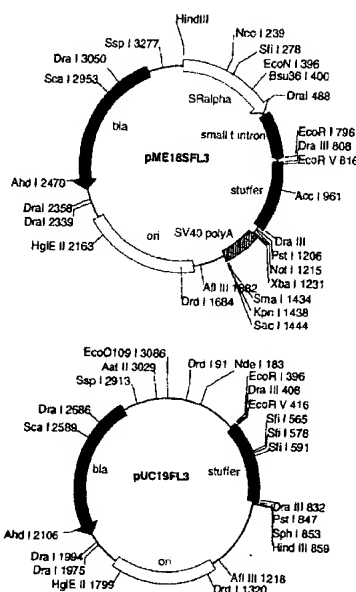 HindIII
Nco I 239
Sfi I 278
EcoN I 396
Bsu36 I 400
DraI 488
SRalpha
small t intron
EcoR I 796
Dra III 808
EcoR V 816
stuffer
Acc I 961
Dra III
Pst I 1206
Not I 1215
Xba I 1231
Sma I 1434
Kpn I 1438
Sac I 1444
SV40 polyA
Afl III 1682
Drd I 1684
ori
HgiE II 2163
DraI 2339
DraI 2358
Ahd I 2470
bla
Sca I 2953
Dra I 3050
Ssp I 3277
pME18SFL3
EcoO109 I 3086
Aat II 3029
Ssp I 2913
Dra I 2686
Sca I 2589
bla
Drd I 91
Nde I 183
EcoR I 396
Dra III 408
EcoR V 416
Sfi I 565
Sfi I 578
Sfi I 591
stuffer
pUC19FL3
Dra III 832
Pst I 847
Sph I 853
Hind III 859
Afl III 1218
Drd I 1320
ori
HgiE II 1799
Dra I 1975
Dra I 1994
Ahd I 2106